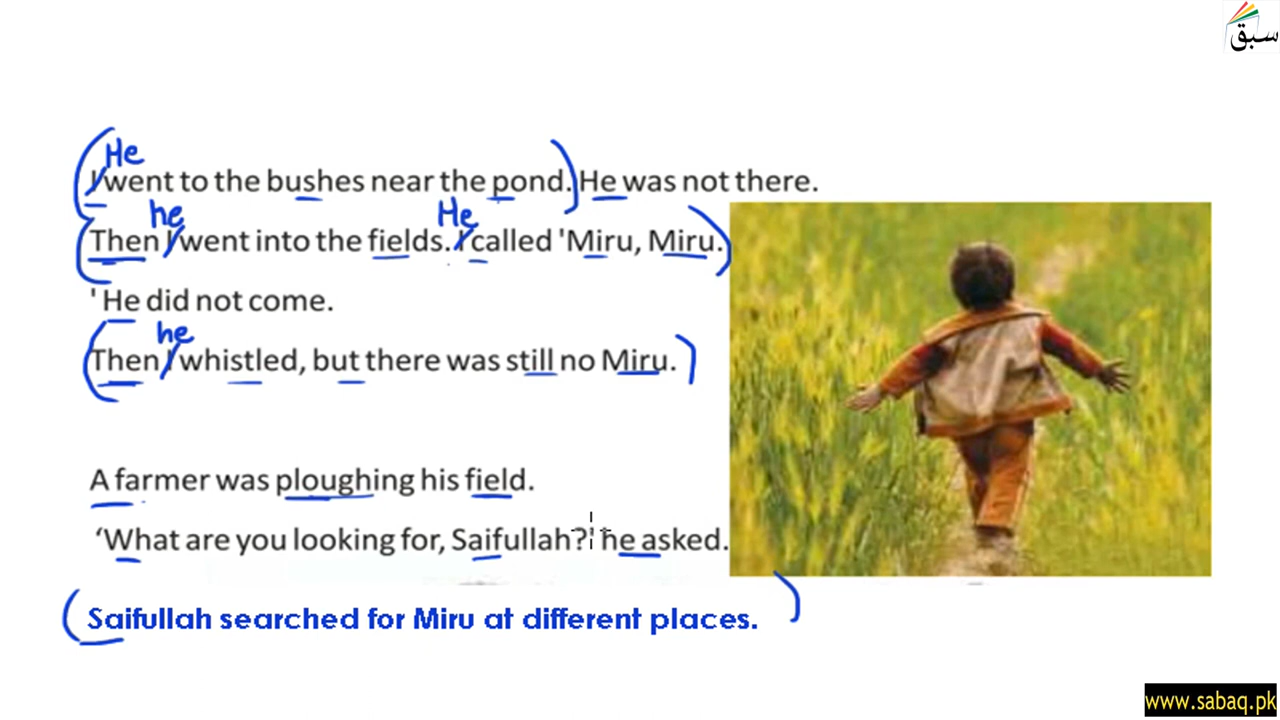 سبق
He
I went to the bushes near the pond. He was not there.
he He
Then I went into the fields. I called 'Miru, Miru.
' He did not come.
he
Then I whistled, but there was still no Miru.
A farmer was ploughing his field.
‘What are you looking for, Saifullah?' he asked.
Saifullah searched for Miru at different places.
www.sabaq.pk